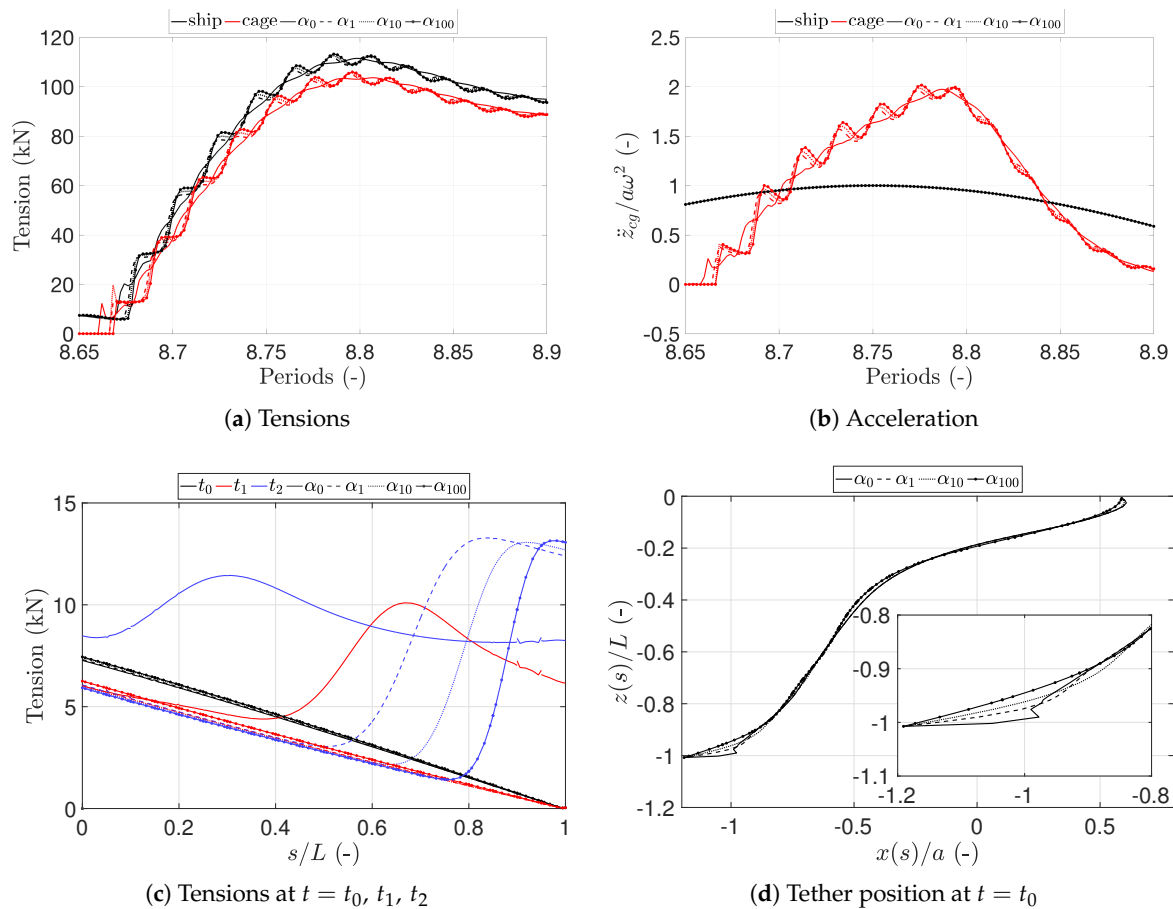 ship cage α₀ α₁ α₁₀ α₁₀₀
120
100
80
60
40
20
0
Tension (kN)
8.65 8.7 8.75 8.8 8.85 8.9
Periods (-)
(a) Tensions
ship cage α₀ α₁ α₁₀ α₁₀₀
2.5
2
1.5
1
0.5
0
-0.5
z̈_cg/aω² (-)
8.65 8.7 8.75 8.8 8.85 8.9
Periods (-)
(b) Acceleration
t₀ t₁ t₂ α₀ α₁ α₁₀ α₁₀₀
15
10
5
0
Tension (kN)
0 0.2 0.4 0.6 0.8 1
s/L (-)
(c) Tensions at t = t₀, t₁, t₂
α₀ α₁ α₁₀ α₁₀₀
0
-0.2
-0.4
-0.6
-0.8
-1
-1.2
z(s)/L (-)
-0.8
-0.9
-1
-1.1
-1.2 -1 -0.8
-1 -0.5 0 0.5
x(s)/a (-)
(d) Tether position at t = t₀